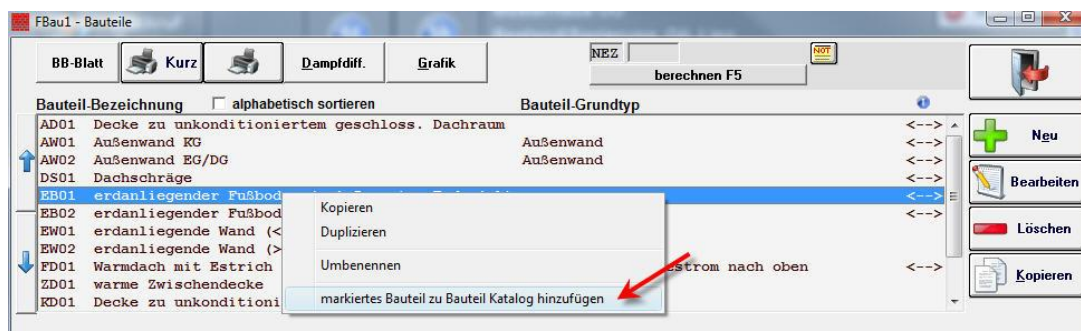 FBau1 - Bauteile
BB-Blatt Kurz Dampfdiff. Grafik NEZ NOT
berechnen F5
Bauteil-Bezeichnung alphabetisch sortieren Bauteil-Grundtyp
AD01 Decke zu unkonditioniertem geschloss. Dachraum <-->
AW01 Außenwand KG Außenwand <-->
AW02 Außenwand EG/DG Außenwand <-->
DS01 Dachschräge <-->
EB01 erdanliegender Fußbod <-->
EB02 erdanliegender Fußbod <-->
EW01 erdanliegende Wand (<
EW02 erdanliegende Wand (>
FD01 Warmdach mit Estrich estrom nach oben <-->
ZD01 warme Zwischendecke
KD01 Decke zu unkonditioni
Kopieren
Duplizieren
Umbenennen
markiertes Bauteil zu Bauteil Katalog hinzufügen
Neu
Bearbeiten
Löschen
Kopieren